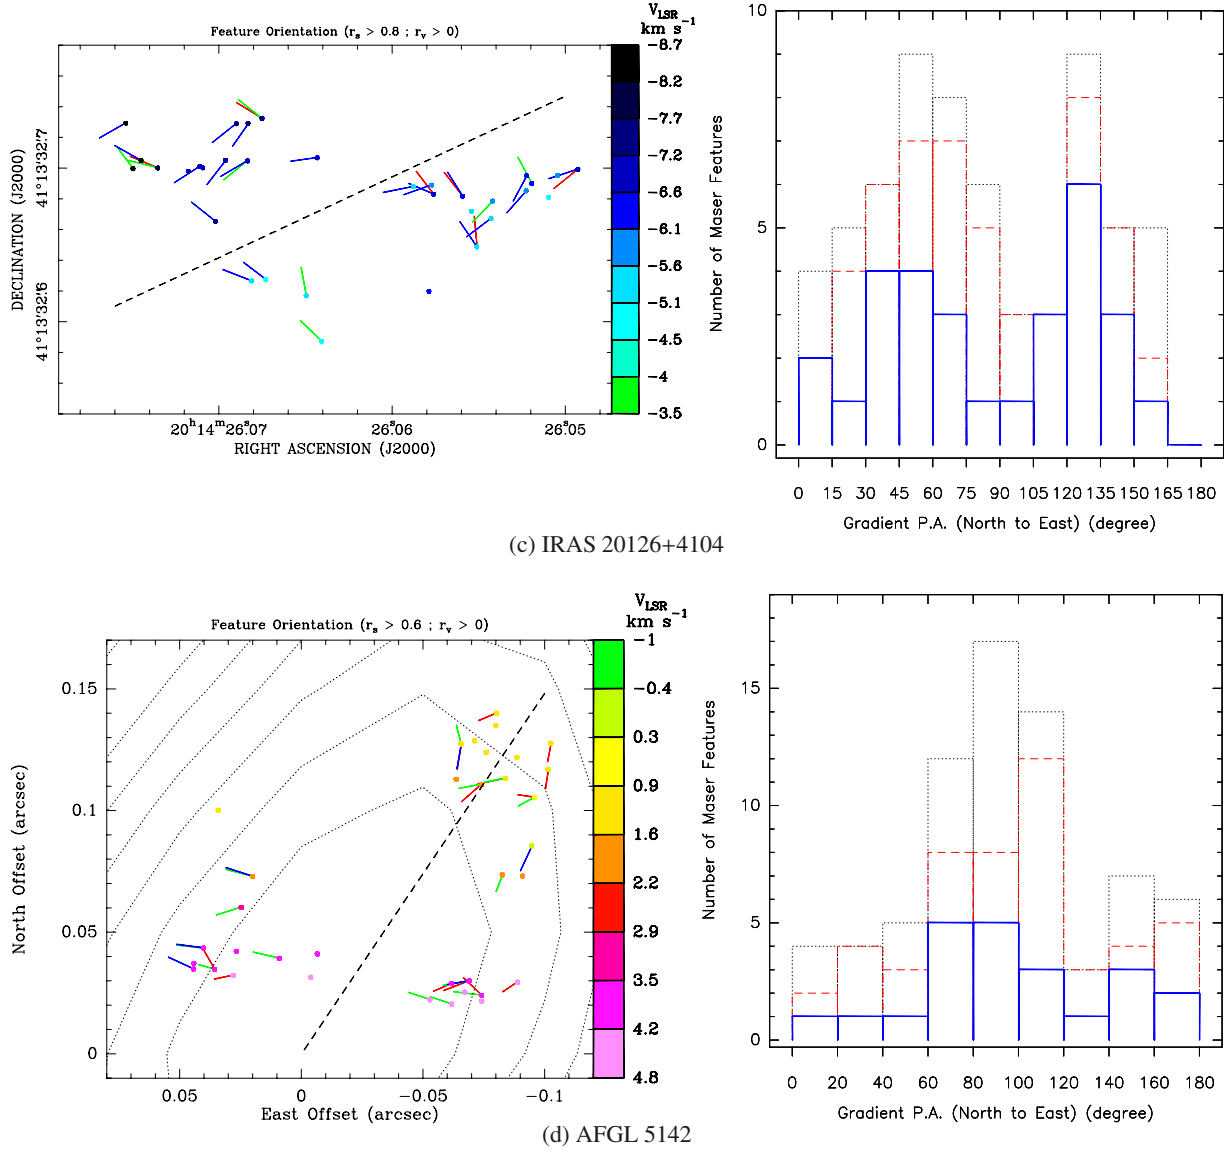 V_LSR
km s⁻¹
Feature Orientation (r_s > 0.8 ; r_v > 0)
−8.7
−8.2
−7.7
−7.2
−6.6
−6.1
−5.6
−5.1
−4.5
−4
−3.5
DECLINATION (J2000)
41°13′32″.7
41°13′32″.6
20ʰ14ᵐ26ˢ.07 26ˢ.06 26ˢ.05
RIGHT ASCENSION (J2000)
Number of Maser Features
10
5
0
0 15 30 45 60 75 90 105 120 135 150 165 180
Gradient P.A. (North to East) (degree)
(c) IRAS 20126+4104
V_LSR
km s⁻¹
Feature Orientation (r_s > 0.6 ; r_v > 0)
−1
−0.4
0.3
0.9
1.6
2.2
2.9
3.5
4.2
4.8
North Offset (arcsec)
0.15
0.1
0.05
0
0.05 0 −0.05 −0.1
East Offset (arcsec)
Number of Maser Features
15
10
5
0
0 20 40 60 80 100 120 140 160 180
Gradient P.A. (North to East) (degree)
(d) AFGL 5142